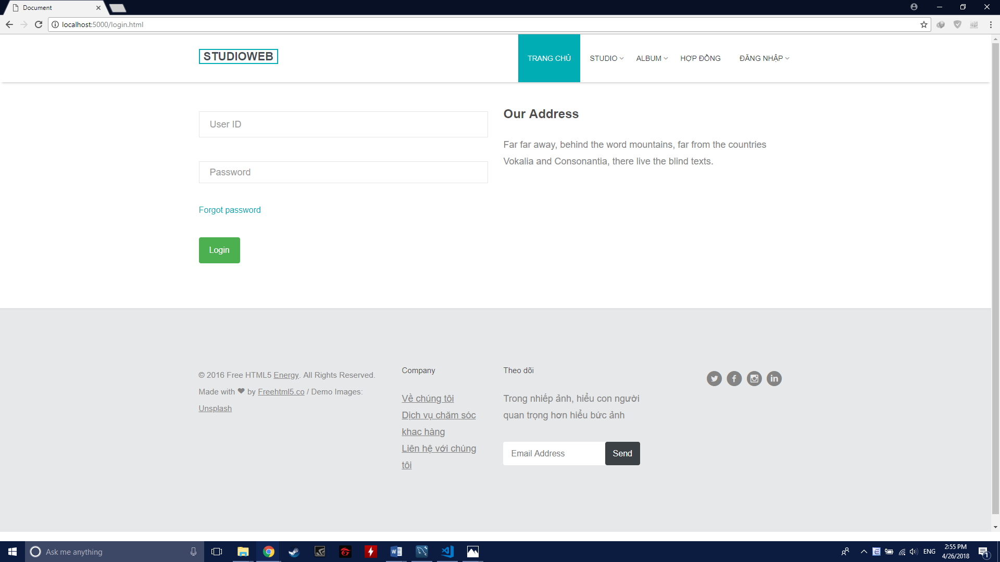 Document
localhost:5000/login.html
STUDIOWEB
TRANG CHỦ
STUDIO
ALBUM
HỢP ĐỒNG
ĐĂNG NHẬP
User ID
Password
Forgot password
Login
Our Address
Far far away, behind the word mountains, far from the countries
Vokalia and Consonantia, there live the blind texts.
© 2016 Free HTML5 Energy. All Rights Reserved.
Made with ❤ by Freehtml5.co / Demo Images:
Unsplash
Company
Về chúng tôi
Dịch vụ chăm sóc
khac hàng
Liên hệ với chúng
tôi
Theo dõi
Trong nhiếp ảnh, hiểu con người
quan trọng hơn hiểu bức ảnh
Email Address
Send
Ask me anything
ENG
2:55 PM
4/26/2018
1